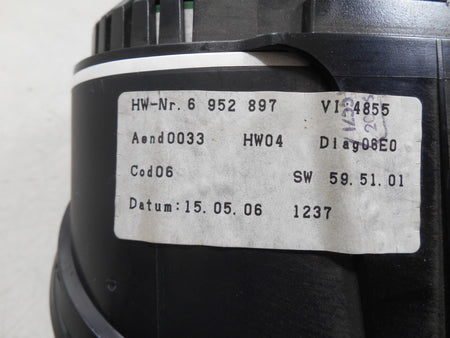 HW-Nr. 6 952 897 VI 4855
Aend0033 HW04 Diag08E0
Cod06 SW 59.51.01
Datum: 15.05.06 1237